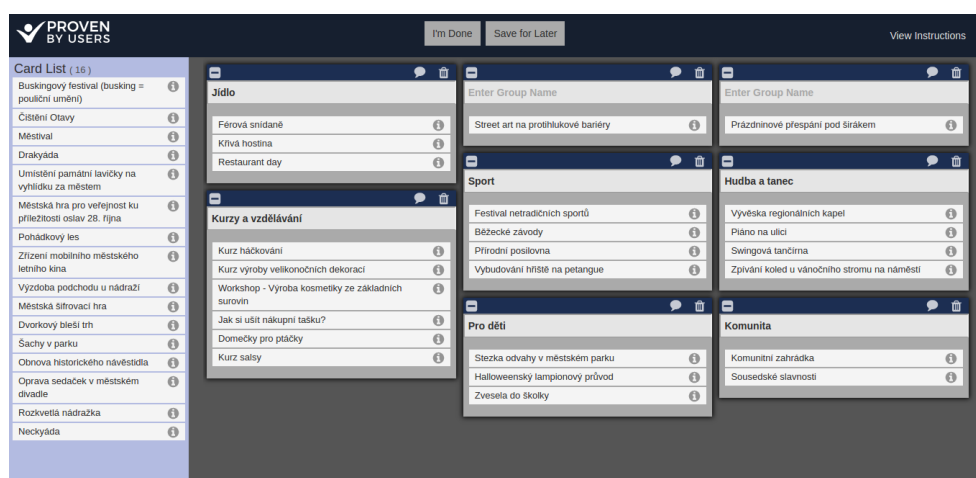 PROVEN
BY USERS
I'm Done
Save for Later
View Instructions
Card List ( 16 )
Buskingový festival (busking =
pouliční umění)
Čištění Otavy
Městival
Drakyáda
Umístění památní lavičky na
vyhlídku za městem
Městská hra pro veřejnost ku
příležitosti oslav 28. října
Pohádkový les
Zřízení mobilního městského
letního kina
Výzdoba podchodu u nádraží
Městská šifrovací hra
Dvorkový bleší trh
Šachy v parku
Obnova historického návěstidla
Oprava sedaček v městském
divadle
Rozkvetlá nádražka
Neckyáda
Jídlo
Férová snídaně
Křivá hostina
Restaurant day
Kurzy a vzdělávání
Kurz háčkování
Kurz výroby velikonočních dekorací
Workshop - Výroba kosmetiky ze základních
surovin
Jak si ušít nákupní tašku?
Domečky pro ptáčky
Kurz salsy
Enter Group Name
Street art na protihlukové bariéry
Sport
Festival netradičních sportů
Běžecké závody
Přírodní posilovna
Vybudování hřiště na petangue
Pro děti
Stezka odvahy v městském parku
Halloweenský lampionový průvod
Zvesela do školky
Enter Group Name
Prázdninové přespání pod širákem
Hudba a tanec
Vývěska regionálních kapel
Piáno na ulici
Swingová tančírna
Zpívání koled u vánočního stromu na náměstí
Komunita
Komunitní zahrádka
Sousedské slavnosti